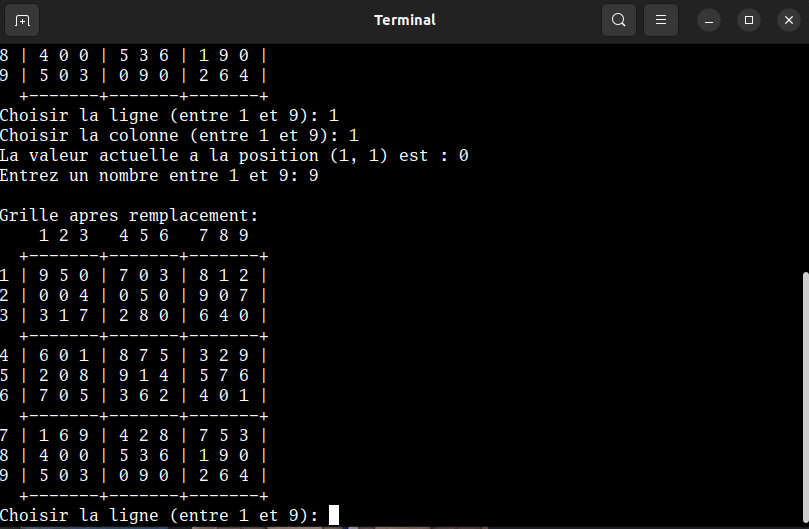 Terminal
8 | 4 0 0 | 5 3 6 | 1 9 0 |
9 | 5 0 3 | 0 9 0 | 2 6 4 |
  +-------+-------+-------+
Choisir la ligne (entre 1 et 9): 1
Choisir la colonne (entre 1 et 9): 1
La valeur actuelle a la position (1, 1) est : 0
Entrez un nombre entre 1 et 9: 9

Grille apres remplacement:
    1 2 3   4 5 6   7 8 9
  +-------+-------+-------+
1 | 9 5 0 | 7 0 3 | 8 1 2 |
2 | 0 0 4 | 0 5 0 | 9 0 7 |
3 | 3 1 7 | 2 8 0 | 6 4 0 |
  +-------+-------+-------+
4 | 6 0 1 | 8 7 5 | 3 2 9 |
5 | 2 0 8 | 9 1 4 | 5 7 6 |
6 | 7 0 5 | 3 6 2 | 4 0 1 |
  +-------+-------+-------+
7 | 1 6 9 | 4 2 8 | 7 5 3 |
8 | 4 0 0 | 5 3 6 | 1 9 0 |
9 | 5 0 3 | 0 9 0 | 2 6 4 |
  +-------+-------+-------+
Choisir la ligne (entre 1 et 9):